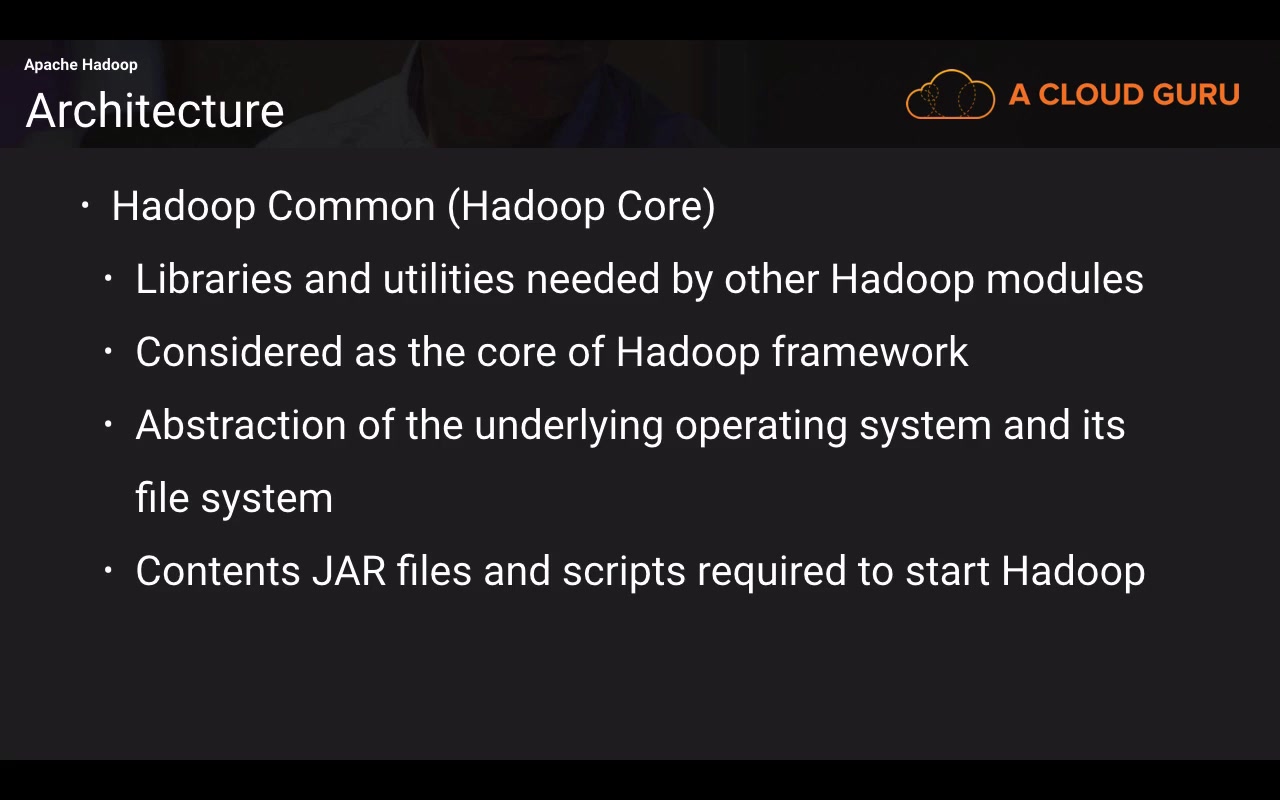 Apache Hadoop
Architecture
A CLOUD GURU
• Hadoop Common (Hadoop Core)
• Libraries and utilities needed by other Hadoop modules
• Considered as the core of Hadoop framework
• Abstraction of the underlying operating system and its
file system
• Contents JAR files and scripts required to start Hadoop